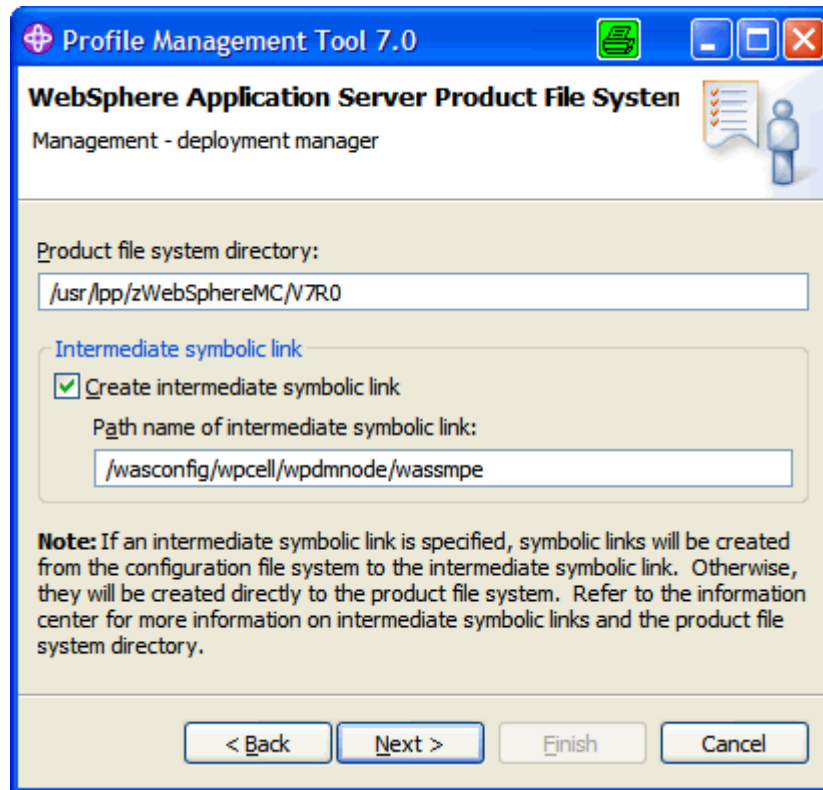 Profile Management Tool 7.0
WebSphere Application Server Product File System
Management - deployment manager
Product file system directory:
/usr/lpp/zWebSphereMC/V7R0
Intermediate symbolic link
Create intermediate symbolic link
Path name of intermediate symbolic link:
/wasconfig/wpcell/wpdmnode/wassmpe
Note: If an intermediate symbolic link is specified, symbolic links will be created
from the configuration file system to the intermediate symbolic link.  Otherwise,
they will be created directly to the product file system.  Refer to the information
center for more information on intermediate symbolic links and the product file
system directory.
< Back
Next >
Finish
Cancel